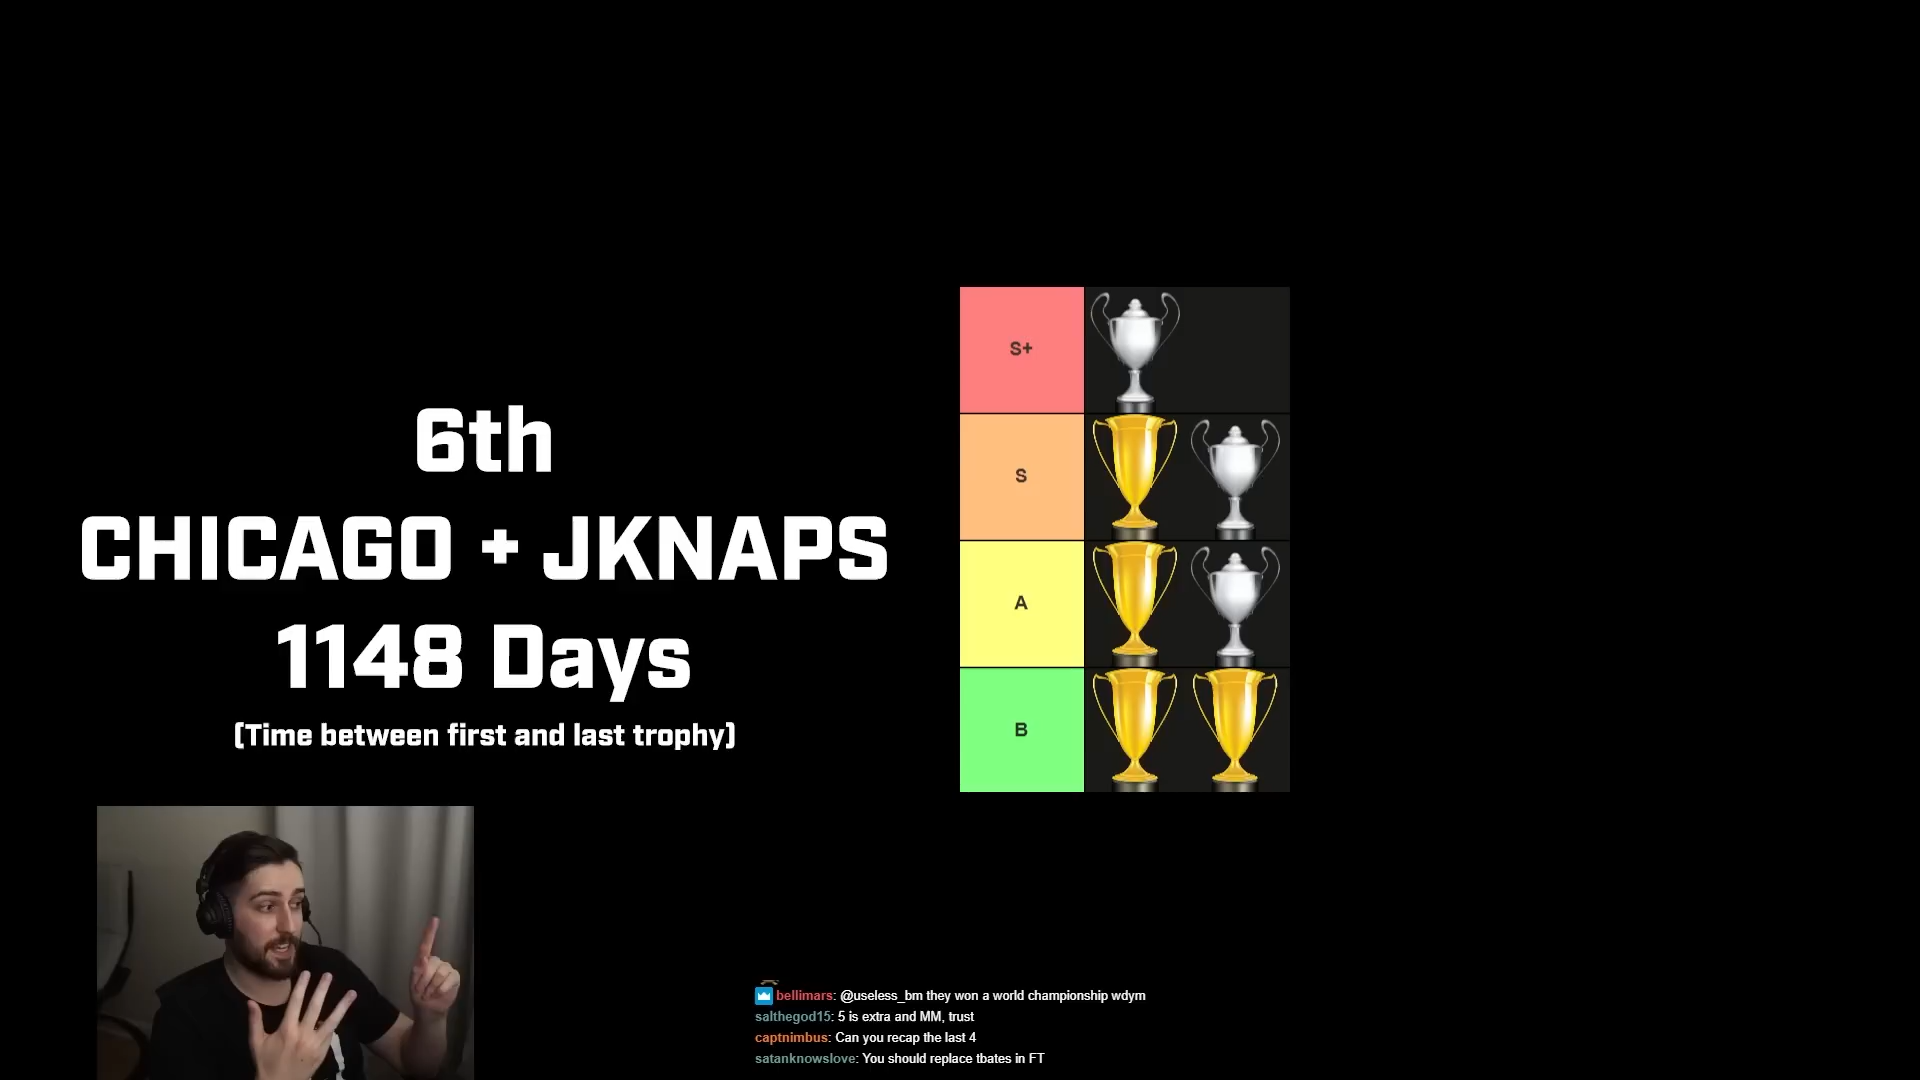 6th
CHICAGO + JKNAPS
1148 Days
(Time between first and last trophy)
S+
S
A
B
bellimars: @useless_bm they won a world championship wdym
salthegod15: 5 is extra and MM, trust
captnimbus: Can you recap the last 4
satanknowslove: You should replace tbates in FT